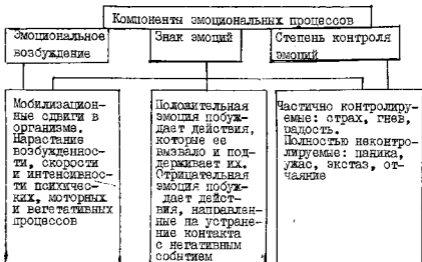 Компоненты эмоциональных процессов
Эмоциональное
возбуждение
Знак эмоций
Степень контроля
эмоций
Мобилизацион-
ные сдвиги в
организме.
Нарастание
возбужденнос-
ти, скорости
и интенсивнос-
ти психичес-
ких, моторных
и вегетативных
процессов
Положительная
эмоция побуж-
дает действия,
которые ее
вызвало и под-
держивает их.
Отрицательная
эмоция побуж-
дает дейст-
вия, направлен-
ные на устране-
ние контакта
с негативным
событием
Частично контролиру-
емые: страх, гнев,
радость.
Полностью неконтро-
лируемые: паника,
ужас, экстаз, от-
чаяние